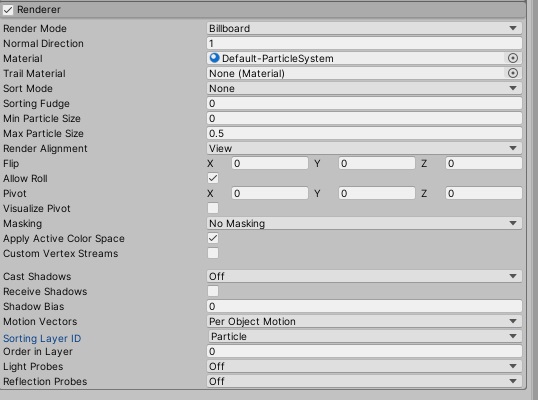 Renderer
Render Mode Billboard
Normal Direction 1
Material Default-ParticleSystem
Trail Material None (Material)
Sort Mode None
Sorting Fudge 0
Min Particle Size 0
Max Particle Size 0.5
Render Alignment View
Flip X 0 Y 0 Z 0
Allow Roll
Pivot X 0 Y 0 Z 0
Visualize Pivot
Masking No Masking
Apply Active Color Space
Custom Vertex Streams
Cast Shadows Off
Receive Shadows
Shadow Bias 0
Motion Vectors Per Object Motion
Sorting Layer ID Particle
Order in Layer 0
Light Probes Off
Reflection Probes Off